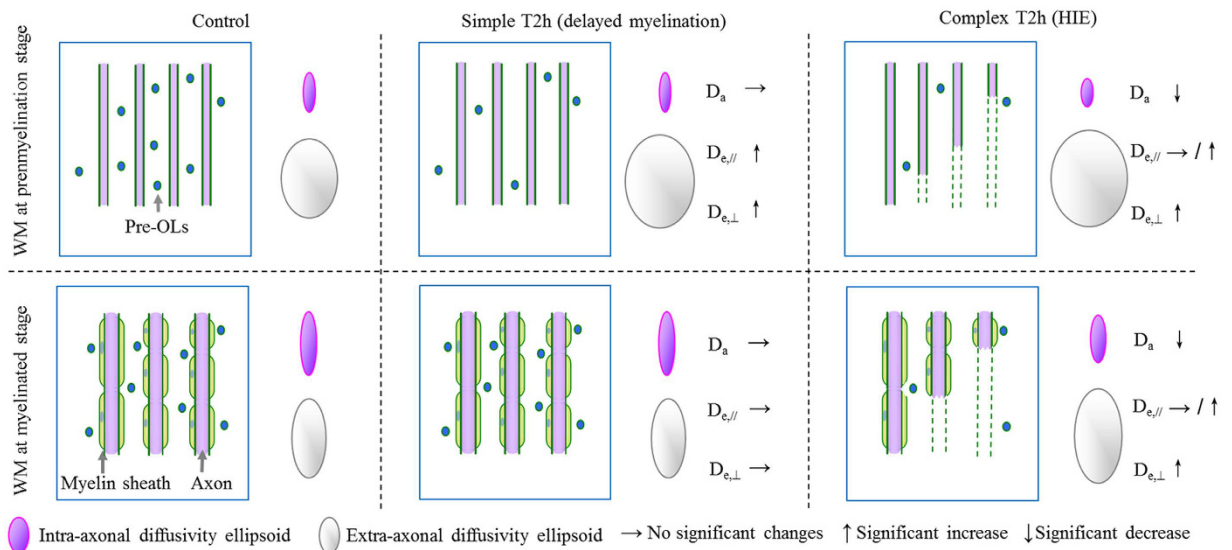 Control
Simple T2h (delayed myelination)
Complex T2h (HIE)
WM at prenmyelination stage
Pre-OLs
Dₐ →
Dₑ,// ↑
Dₑ,⊥ ↑
Dₐ ↓
Dₑ,// → / ↑
Dₑ,⊥ ↑
WM at myelinated stage
Myelin sheath
Axon
Dₐ →
Dₑ,// →
Dₑ,⊥ →
Dₐ ↓
Dₑ,// → / ↑
Dₑ,⊥ ↑
Intra-axonal diffusivity ellipsoid
Extra-axonal diffusivity ellipsoid
→ No significant changes
↑ Significant increase
↓ Significant decrease